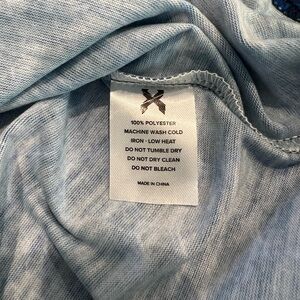 100% POLYESTER
MACHINE WASH COLD
IRON - LOW HEAT
DO NOT TUMBLE DRY
DO NOT DRY CLEAN
DO NOT BLEACH
MADE IN CHINA